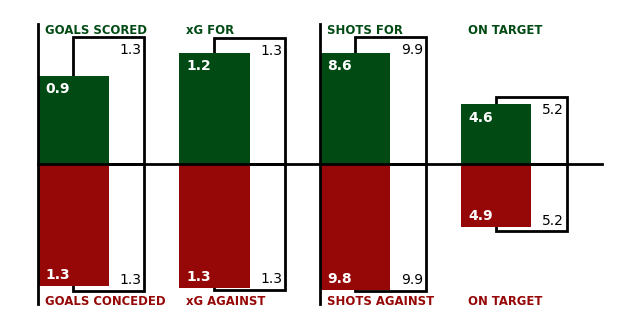 GOALS SCORED xG FOR SHOTS FOR ON TARGET
1.3 1.3 9.9
0.9 1.2 8.6
4.6 5.2
4.9 5.2
1.3 1.3 1.3 1.3 9.8 9.9
GOALS CONCEDED xG AGAINST SHOTS AGAINST ON TARGET